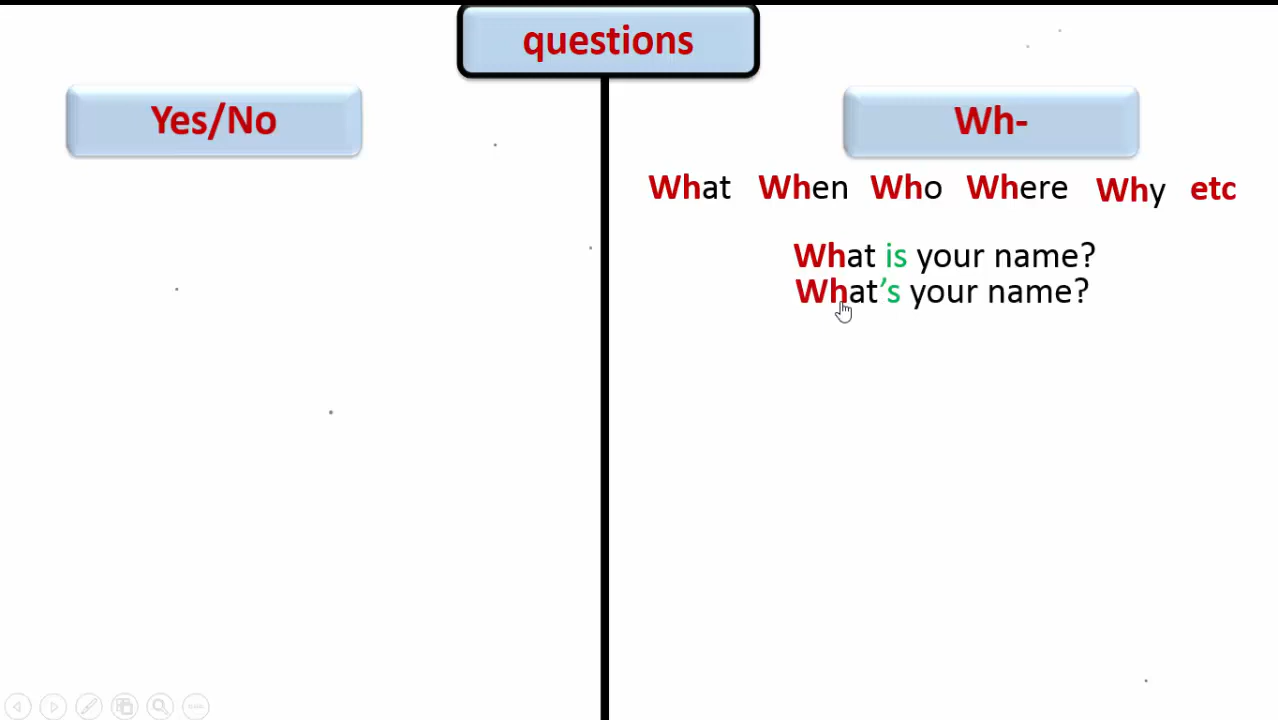 questions
Yes/No
Wh-
What When Who Where Why etc
What is your name?
What's your name?